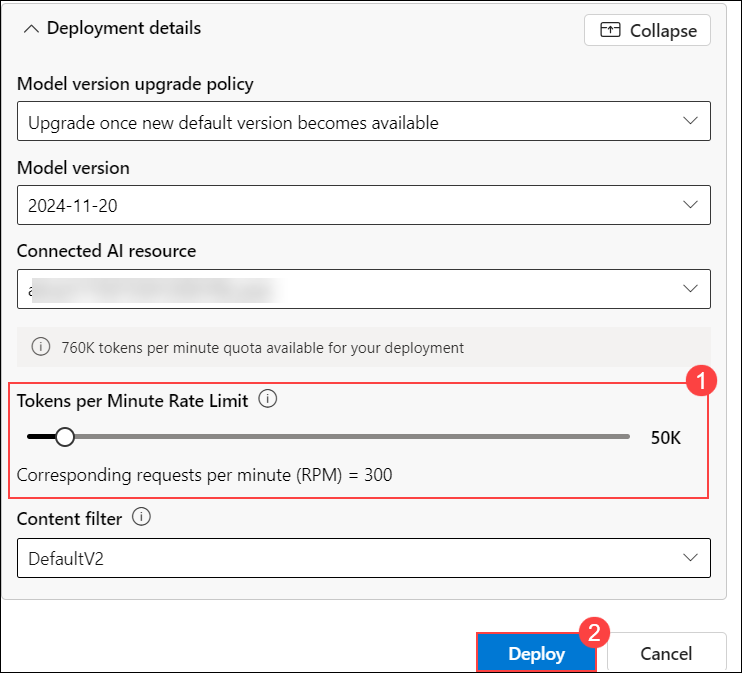 Deployment details
Collapse
Model version upgrade policy
Upgrade once new default version becomes available
Model version
2024-11-20
Connected AI resource
760K tokens per minute quota available for your deployment
1
Tokens per Minute Rate Limit
50K
Corresponding requests per minute (RPM) = 300
Content filter
DefaultV2
2
Deploy
Cancel